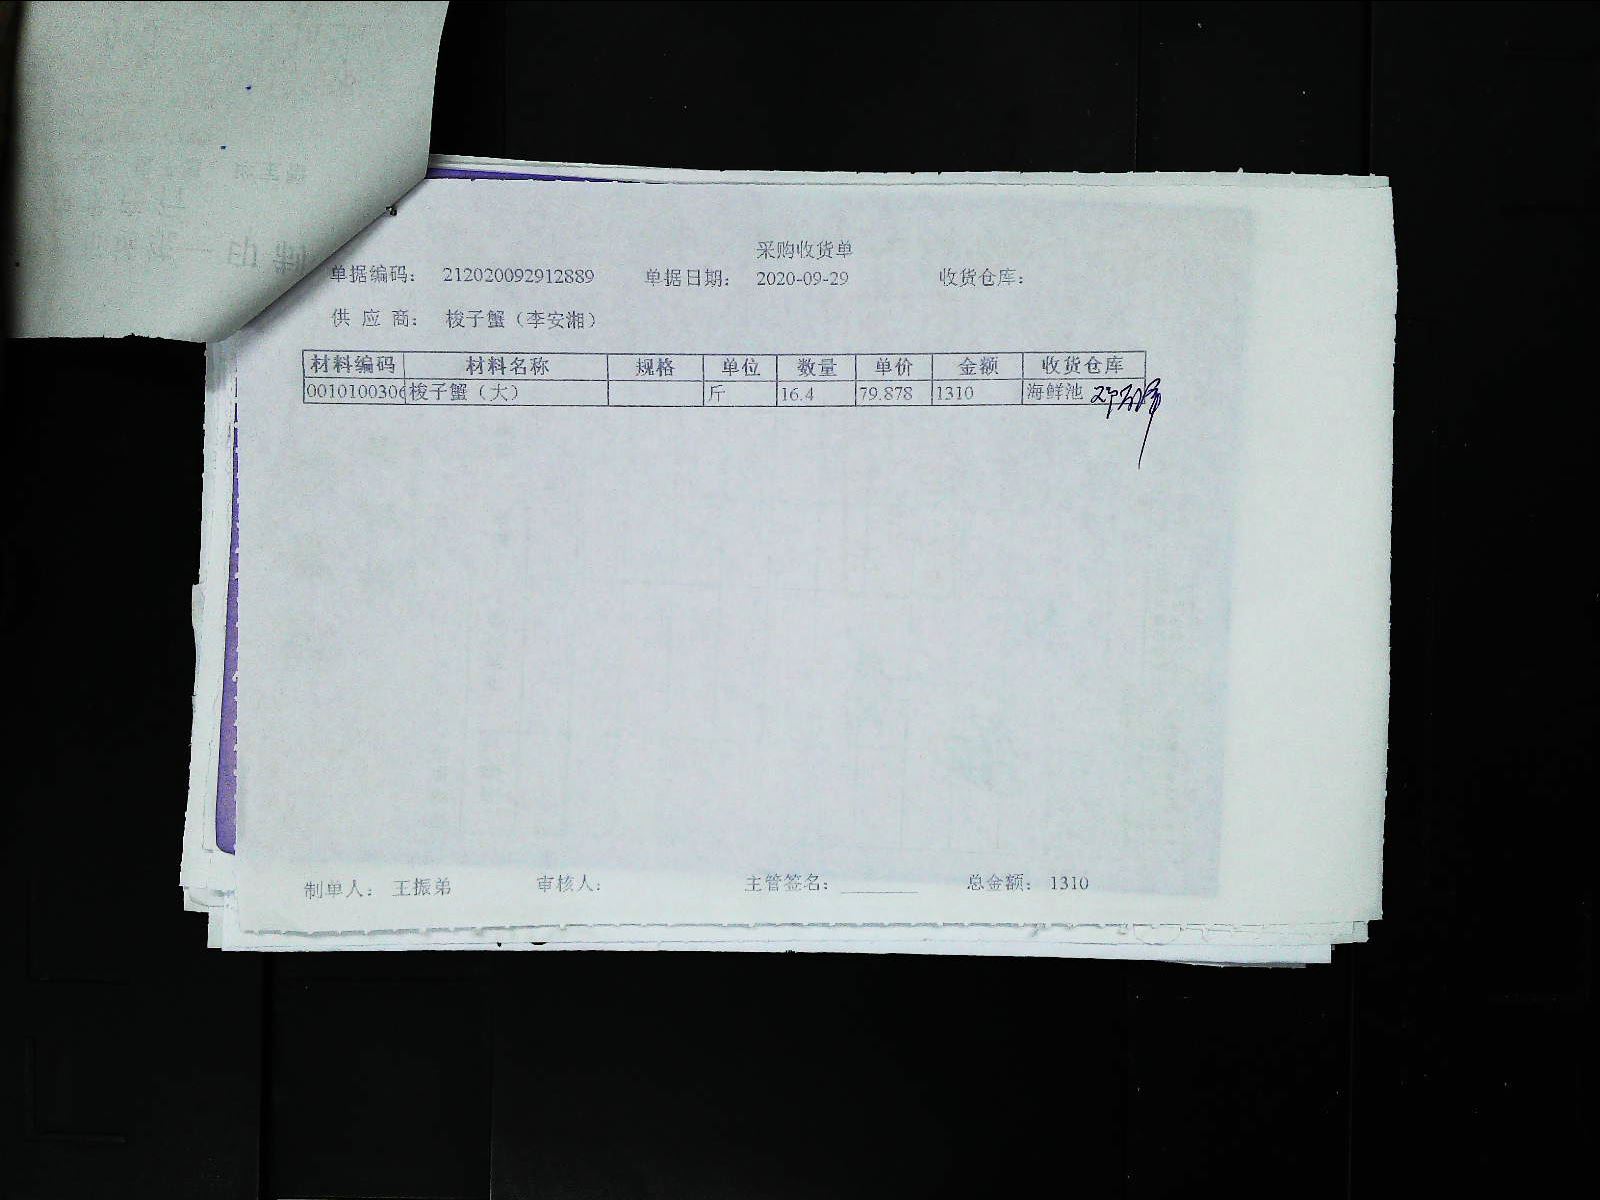 采购收货单
单据编码： 212020092912889 单据日期： 2020-09-29 收货仓库：
供 应 商： 梭子蟹（李安湘）
材料编码 材料名称 规格 单位 数量 单价 金额 收货仓库
0010100306 梭子蟹（大） 斤 16.4 79.878 1310 海鲜池
制单人： 王振弟 审核人： 主管签名： ________ 总金额： 1310